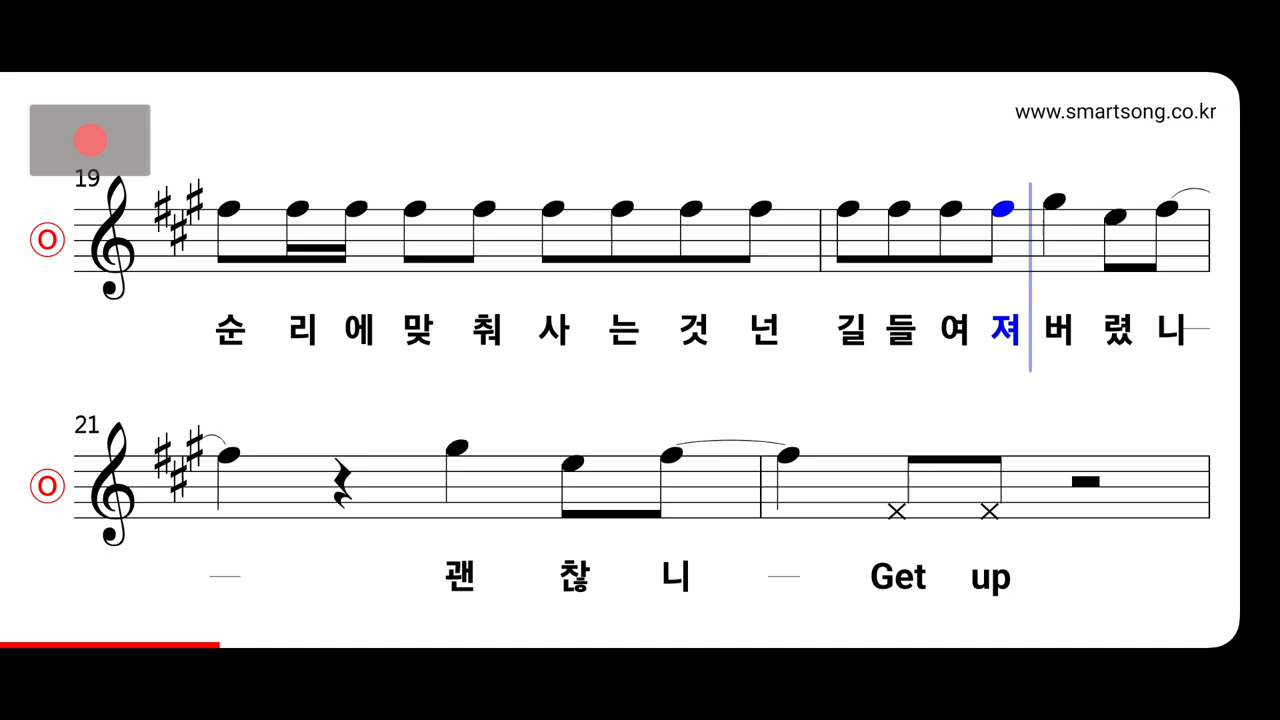 www.smartsong.co.kr
19
O
순 리 에 맞 춰 사 는 것 넌 길 들 여 져 버 렸 니
21
O
괜 찮 니 Get up